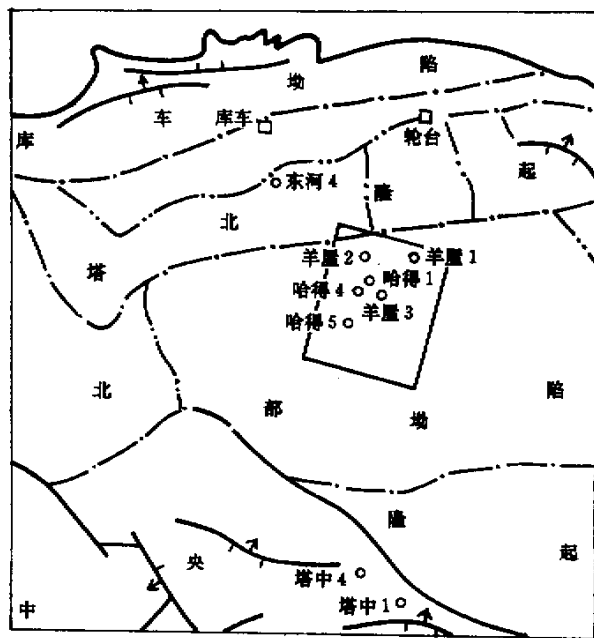 库车坳陷
库车
轮台
塔北隆起
东河4
羊屋2
羊屋1
哈得1
哈得4
羊屋3
哈得5
北部坳陷
中央隆起
塔中4
塔中1